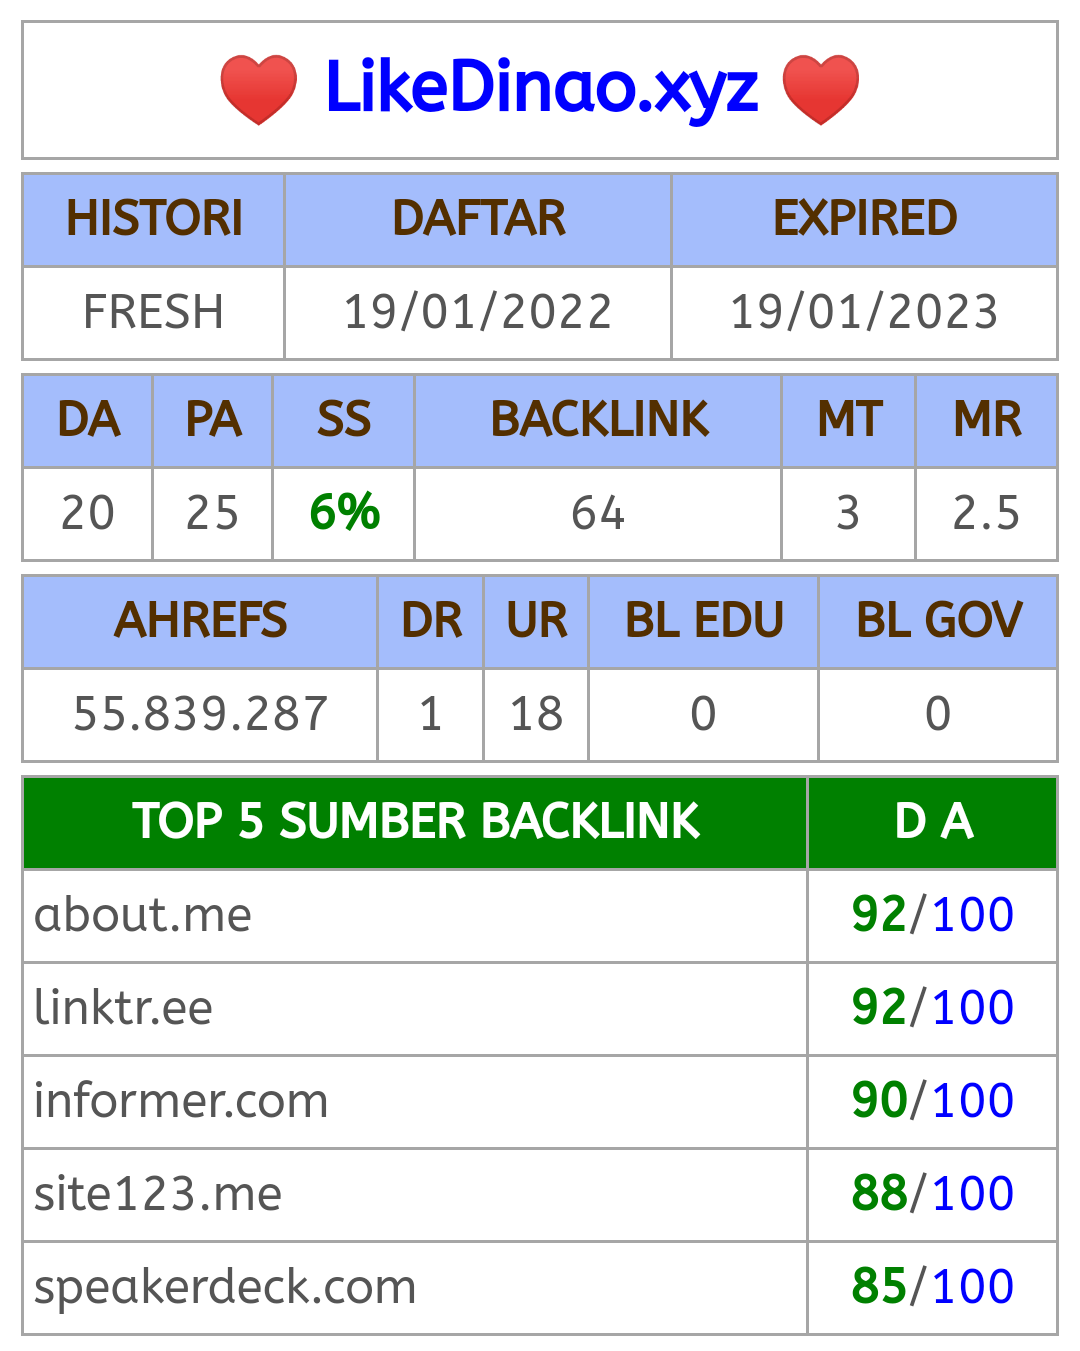 ❤️ LikeDinao.xyz ❤️
HISTORI DAFTAR EXPIRED
FRESH 19/01/2022 19/01/2023
DA PA SS BACKLINK MT MR
20 25 6% 64 3 2.5
AHREFS DR UR BL EDU BL GOV
55.839.287 1 18 0 0
TOP 5 SUMBER BACKLINK D A
about.me 92/100
linktr.ee 92/100
informer.com 90/100
site123.me 88/100
speakerdeck.com 85/100